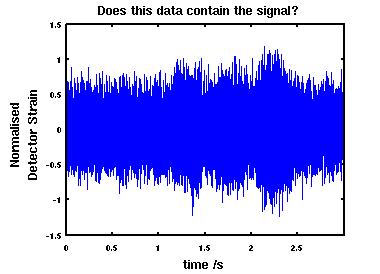 Does this data contain the signal?
1.5
1
0.5
0
-0.5
-1
-1.5
Normalised
Detector Strain
0 0.5 1 1.5 2 2.5
time /s